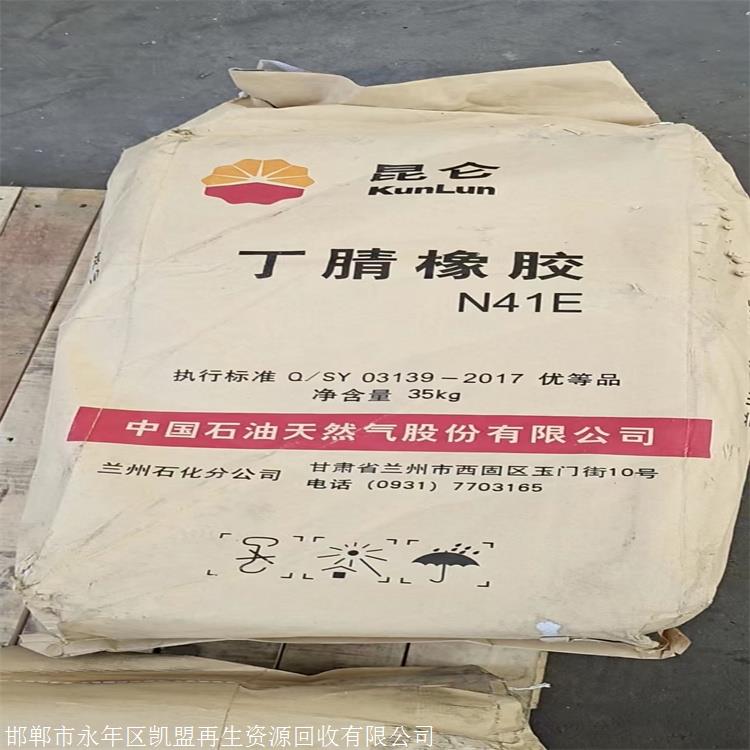 昆仑
KunLun
丁腈橡胶
N41E
执行标准 Q/SY 03139-2017 优等品
净含量 35kg
中国石油天然气股份有限公司
兰州石化分公司
甘肃省兰州市西固区玉门街10号
电话 (0931) 7703165
邯郸市永年区凯盟再生资源回收有限公司